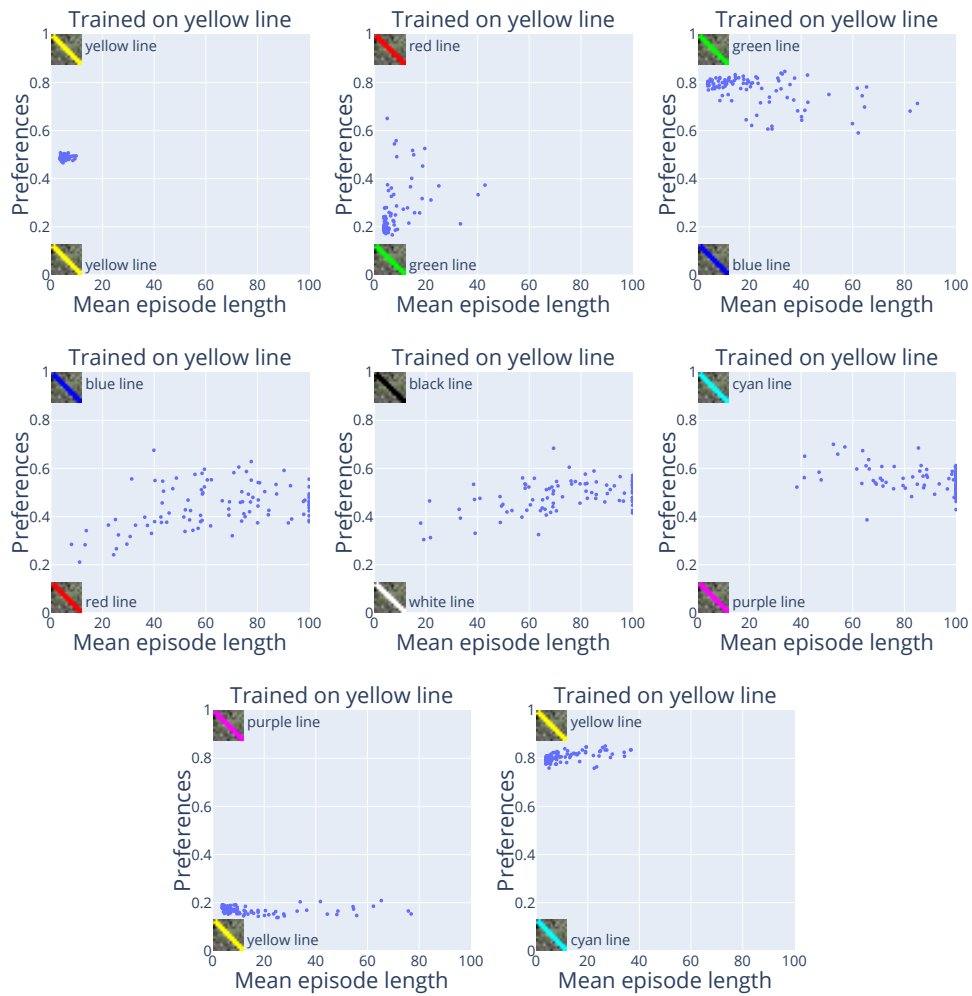 Trained on yellow line
Trained on yellow line
Trained on yellow line
1
yellow line
0.8
0.6
0.4
0.2
0
yellow line
Preferences
0
20
40
60
80
100
Mean episode length
1
red line
0.8
0.6
0.4
0.2
0
green line
Preferences
0
20
40
60
80
100
Mean episode length
1
green line
0.8
0.6
0.4
0.2
0
blue line
Preferences
0
20
40
60
80
100
Mean episode length
Trained on yellow line
Trained on yellow line
Trained on yellow line
1
blue line
0.8
0.6
0.4
0.2
0
red line
Preferences
0
20
40
60
80
100
Mean episode length
1
black line
0.8
0.6
0.4
0.2
0
white line
Preferences
0
20
40
60
80
100
Mean episode length
1
cyan line
0.8
0.6
0.4
0.2
0
purple line
Preferences
0
20
40
60
80
100
Mean episode length
Trained on yellow line
Trained on yellow line
1
purple line
0.8
0.6
0.4
0.2
0
yellow line
Preferences
0
20
40
60
80
100
Mean episode length
1
yellow line
0.8
0.6
0.4
0.2
0
cyan line
Preferences
0
20
40
60
80
100
Mean episode length